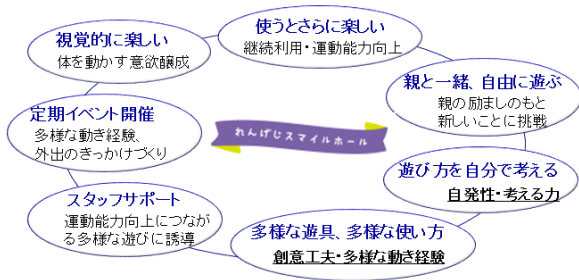 使うとさらに楽しい
継続利用・運動能力向上
親と一緒、自由に遊ぶ
親の励ましのもと
新しいことに挑戦
遊び方を自分で考える
自発性・考える力
多様な遊具、多様な使い方
創意工夫・多様な動き経験
スタッフサポート
運動能力向上につなが
る多様な遊びに誘導
定期イベント開催
多様な動き経験、
外出のきっかけづくり
視覚的に楽しい
体を動かす意欲醸成
れんげじスマイルホール